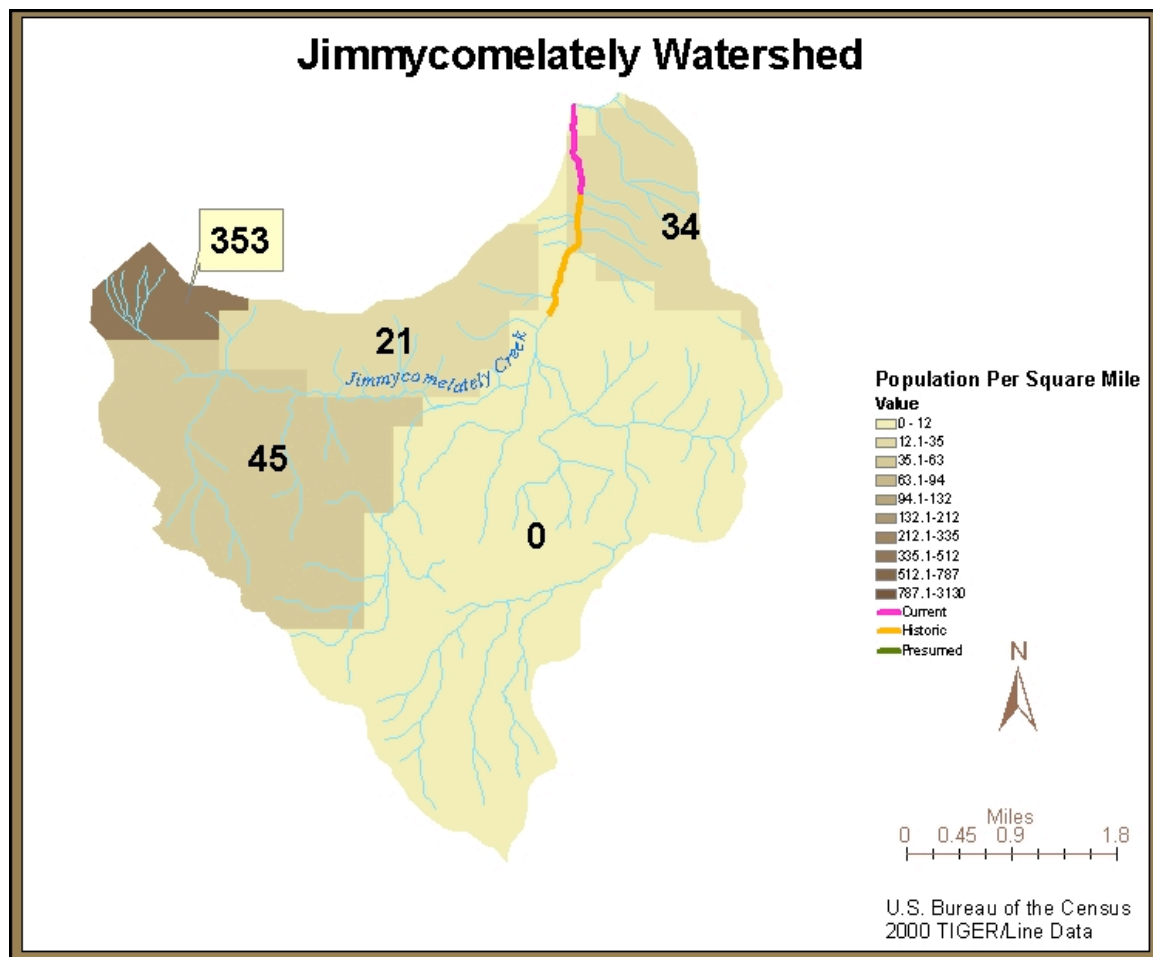 Jimmycomelately Watershed
353
34
21
Jimmycomelately Creek
45
0
Population Per Square Mile
Value
0 - 12
12.1-35
35.1-63
63.1-94
94.1-132
132.1-212
212.1-335
335.1-512
512.1-787
787.1-3130
Current
Historic
Presumed
N
Miles
0 0.45 0.9 1.8
U.S. Bureau of the Census
2000 TIGER/Line Data